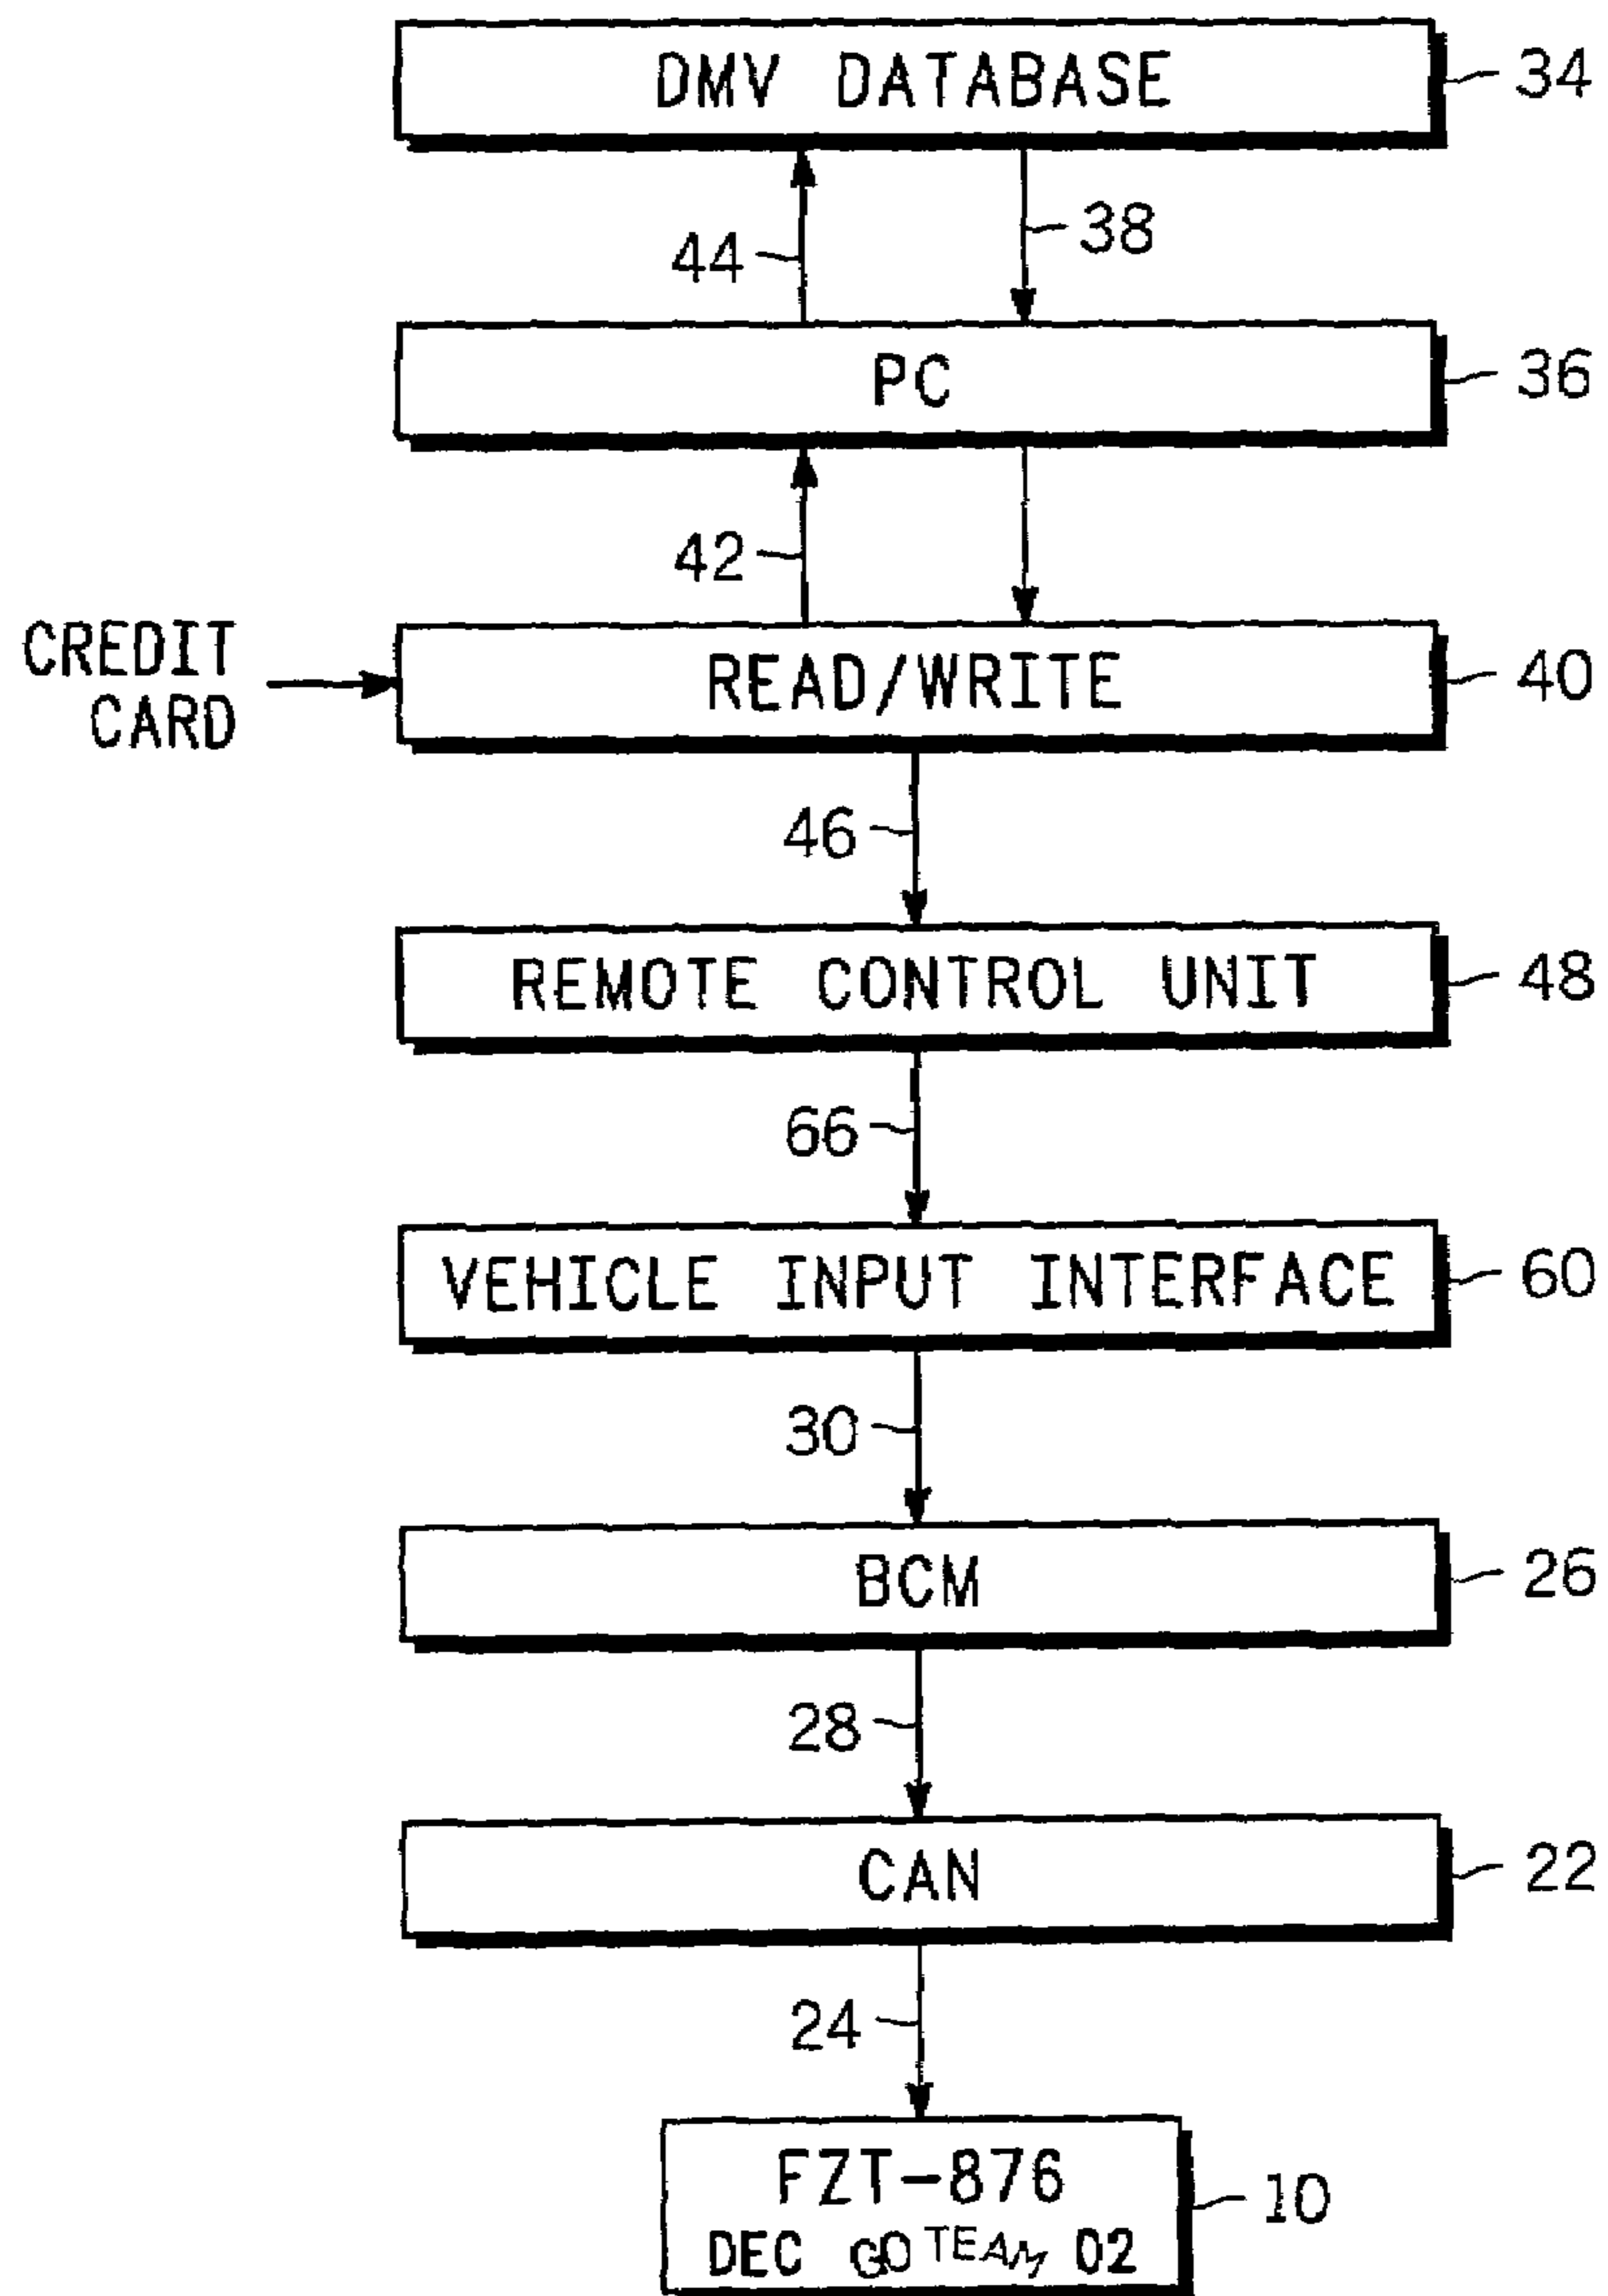 DMV DATABASE
34
44
38
PC
36
42
CREDIT
CARD
READ/WRITE
40
46
REMOTE CONTROL UNIT
48
66
VEHICLE INPUT INTERFACE
60
30
BCM
26
28
CAN
22
24
FZT-876
10
DEC GO TEAM 02